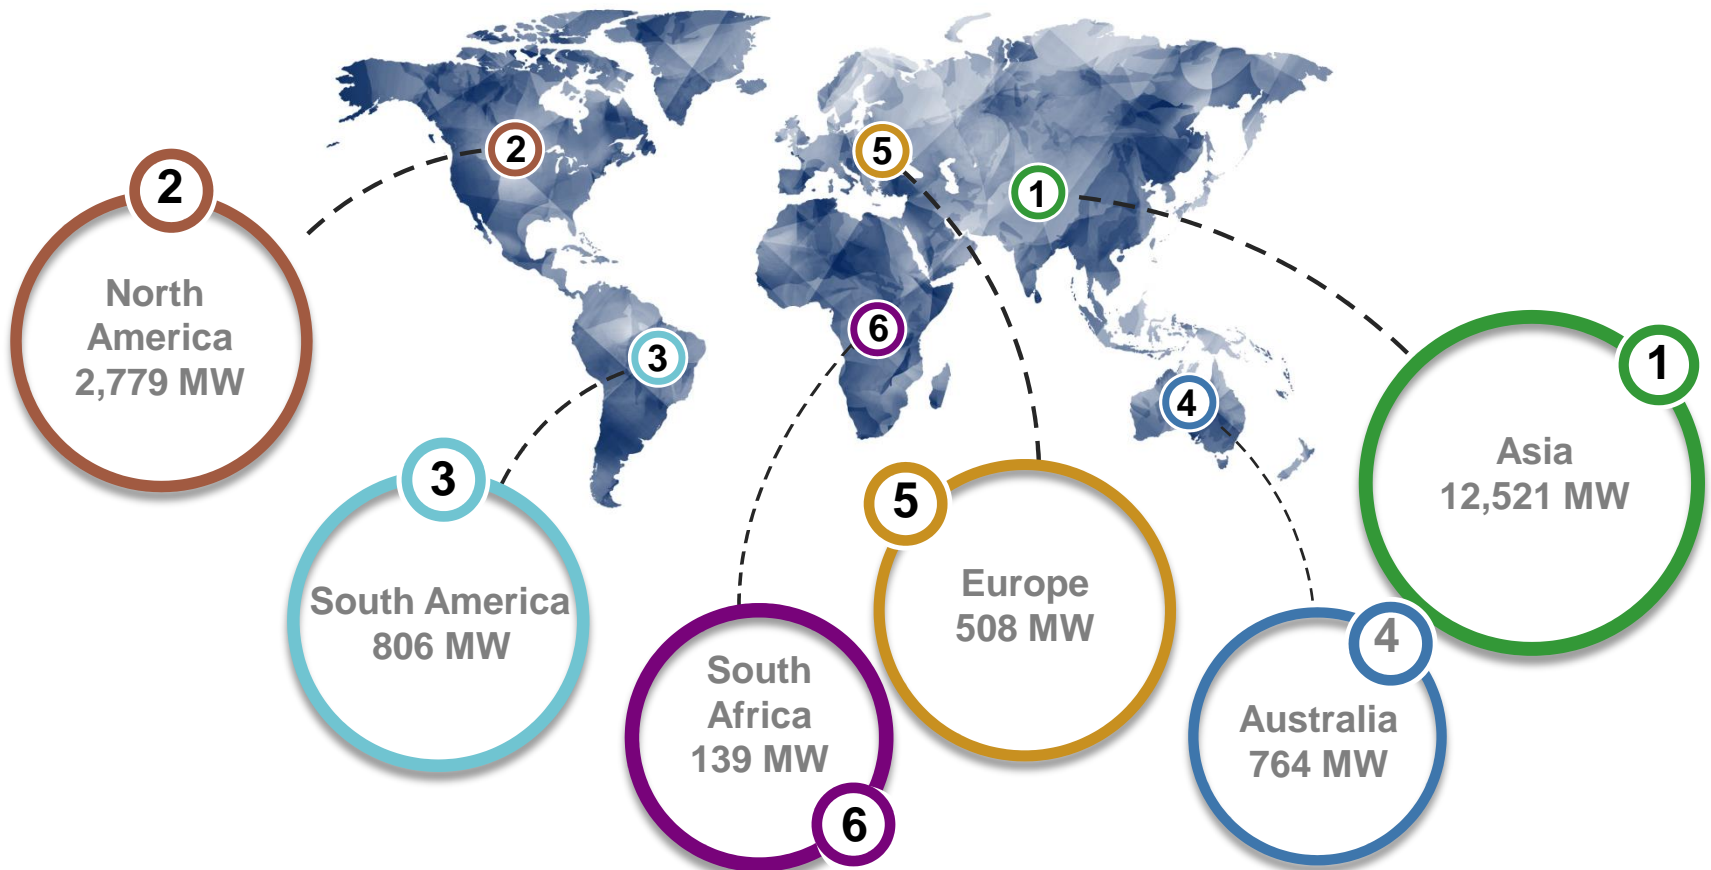 2
5
1
2
North
America
2,779 MW
6
3
4
1
Asia
12,521 MW
3
South America
806 MW
5
Europe
508 MW
4
Australia
764 MW
South
Africa
139 MW
6